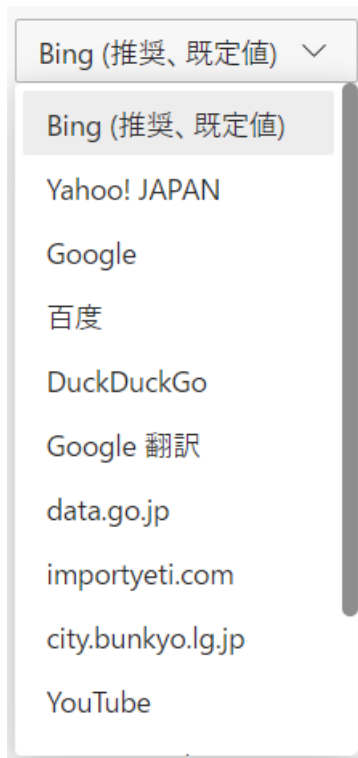 Bing (推奨、既定値)
Bing (推奨、既定値)
Yahoo! JAPAN
Google
百度
DuckDuckGo
Google 翻訳
data.go.jp
importyeti.com
city.bunkyo.lg.jp
YouTube